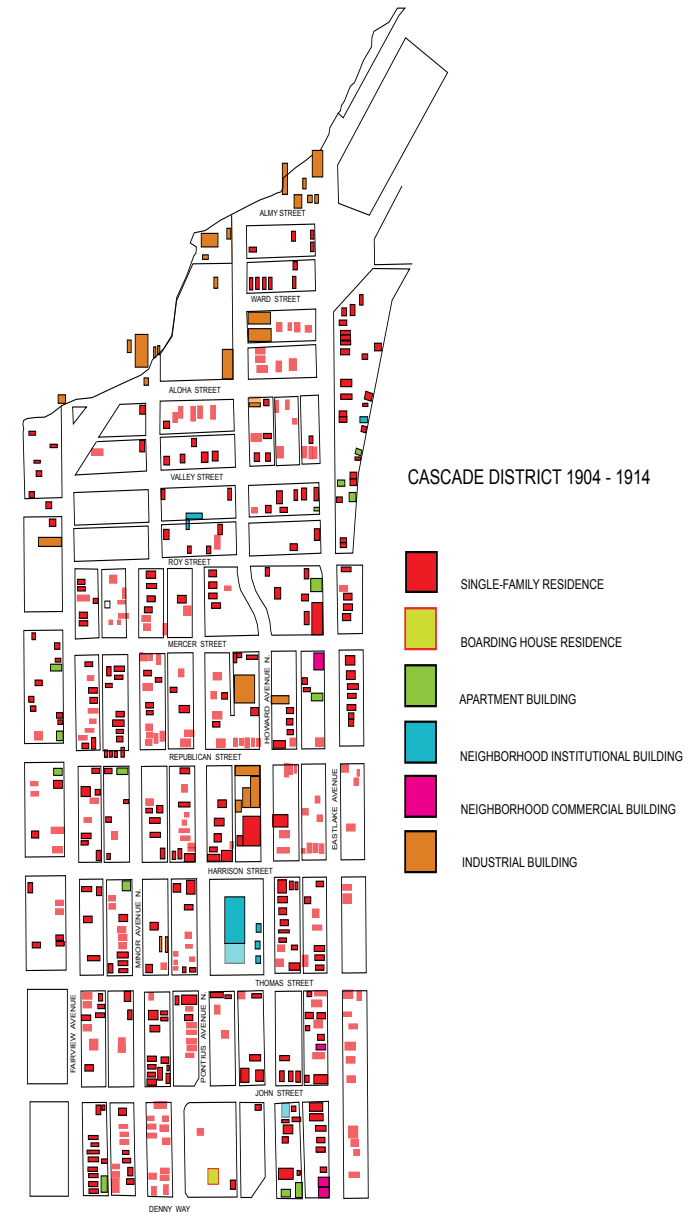 ALMY STREET
WARD STREET
ALOHA STREET
CASCADE DISTRICT 1904 - 1914
VALLEY STREET
ROY STREET
SINGLE-FAMILY RESIDENCE
MERCER STREET
BOARDING HOUSE RESIDENCE
HOWARD AVENUE N.
APARTMENT BUILDING
REPUBLICAN STREET
NEIGHBORHOOD INSTITUTIONAL BUILDING
EASTLAKE AVENUE
NEIGHBORHOOD COMMERCIAL BUILDING
INDUSTRIAL BUILDING
HARRISON STREET
MINOR AVENUE N.
THOMAS STREET
FAIRVIEW AVENUE
PONTIUS AVENUE N.
JOHN STREET
DENNY WAY